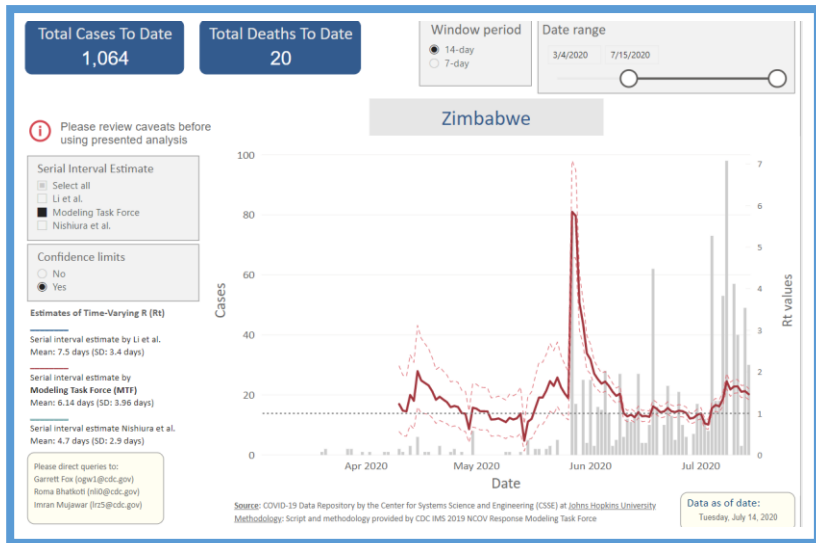 Total Cases To Date
1,064
Total Deaths To Date
20
Window period
14-day
7-day
Date range
3/4/2020 7/15/2020
Please review caveats before
using presented analysis
Zimbabwe
Serial Interval Estimate
Select all
Li et al.
Modeling Task Force
Nishiura et al.
Confidence limits
No
Yes
Estimates of Time-Varying R (Rt)
Serial interval estimate by Li et al.
Mean: 7.5 days (SD: 3.4 days)
Serial interval estimate by
Modeling Task Force (MTF)
Mean: 6.14 days (SD: 3.96 days)
Serial interval estimate Nishiura et al.
Mean: 4.7 days (SD: 2.9 days)
Please direct queries to:
Garrett Fox (ogw1@cdc.gov)
Roma Bhatkoti (nli0@cdc.gov)
Imran Mujawar (lrz5@cdc.gov)
100
80
60
40
20
0
Cases
7
6
5
4
3
2
1
0
Rt values
Apr 2020 May 2020 Jun 2020 Jul 2020
Date
Source: COVID-19 Data Repository by the Center for Systems Science and Engineering (CSSE) at Johns Hopkins University
Methodology: Script and methodology provided by CDC IMS 2019 NCOV Response Modeling Task Force
Data as of date:
Tuesday, July 14, 2020